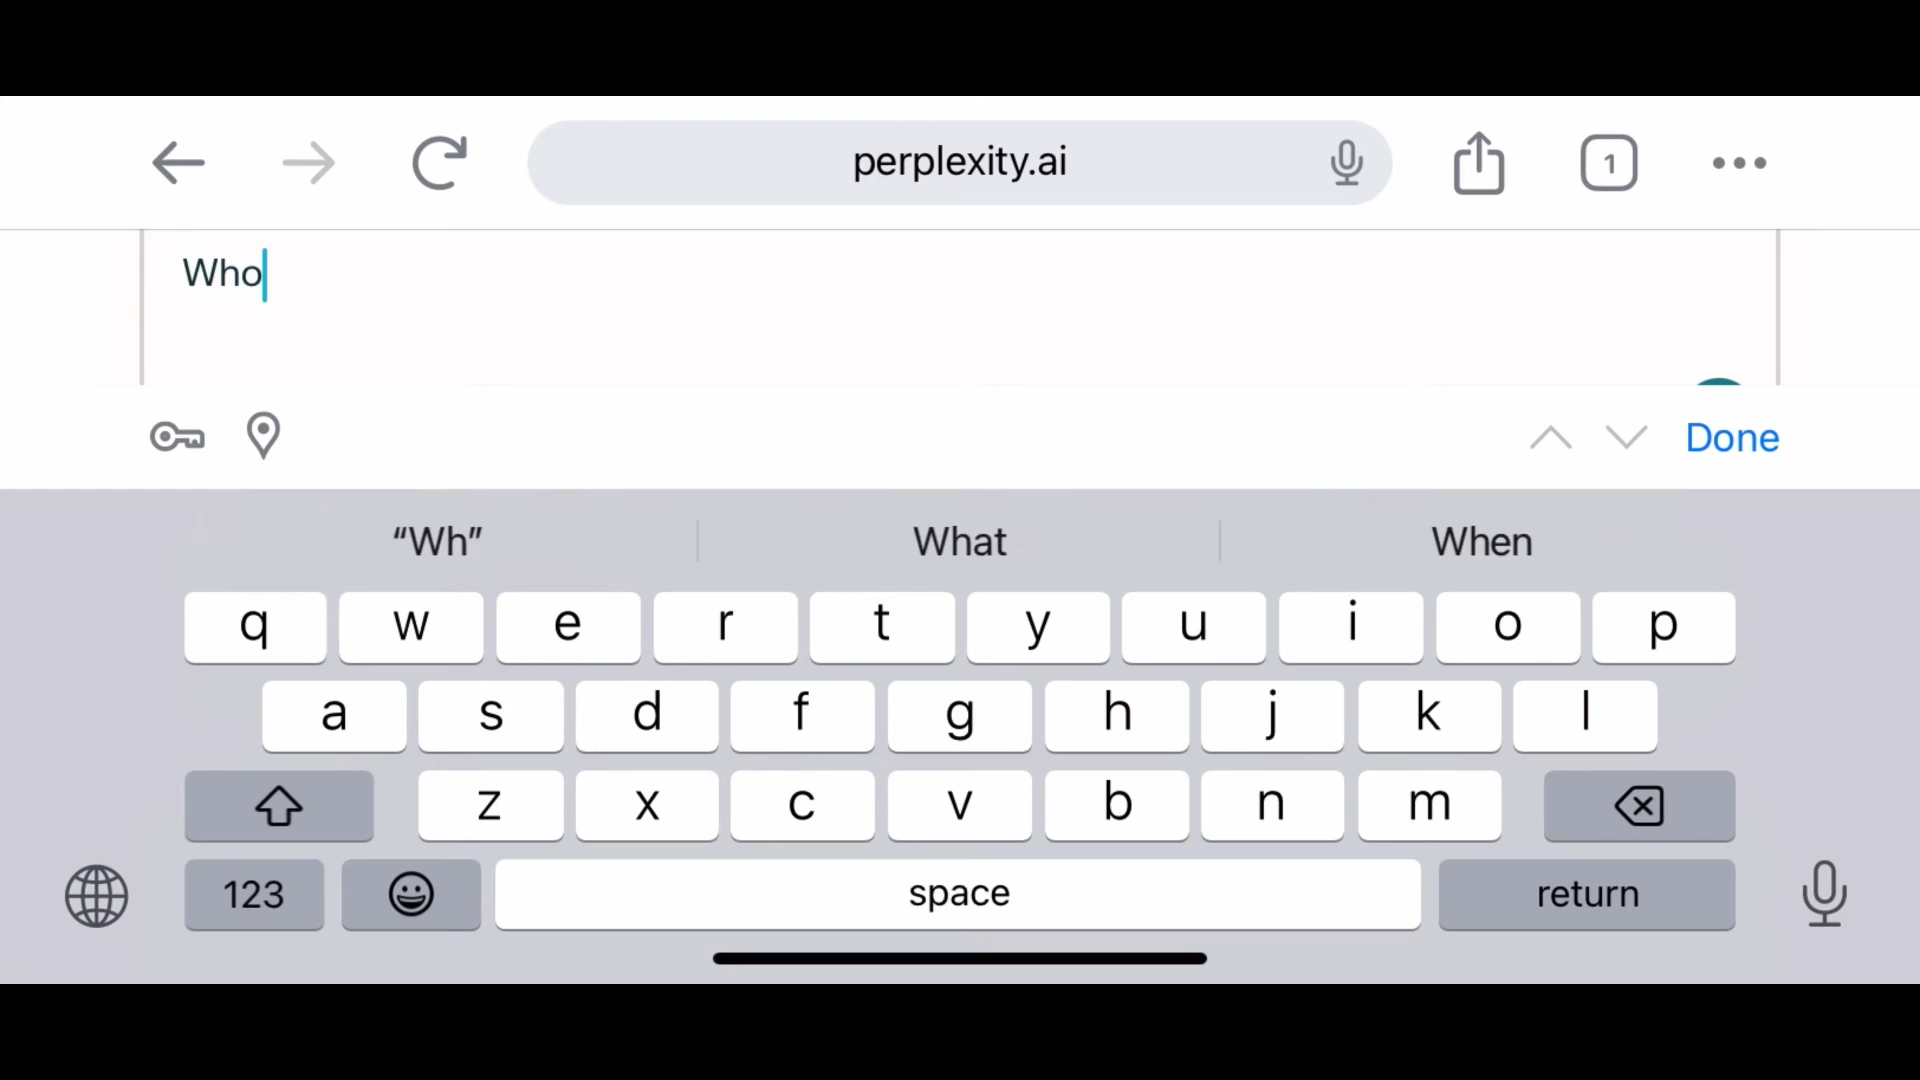 perplexity.ai
1
Who
Done
“Wh” What When
q w e r t y u i o p
a s d f g h j k l
z x c v b n m
123 space return